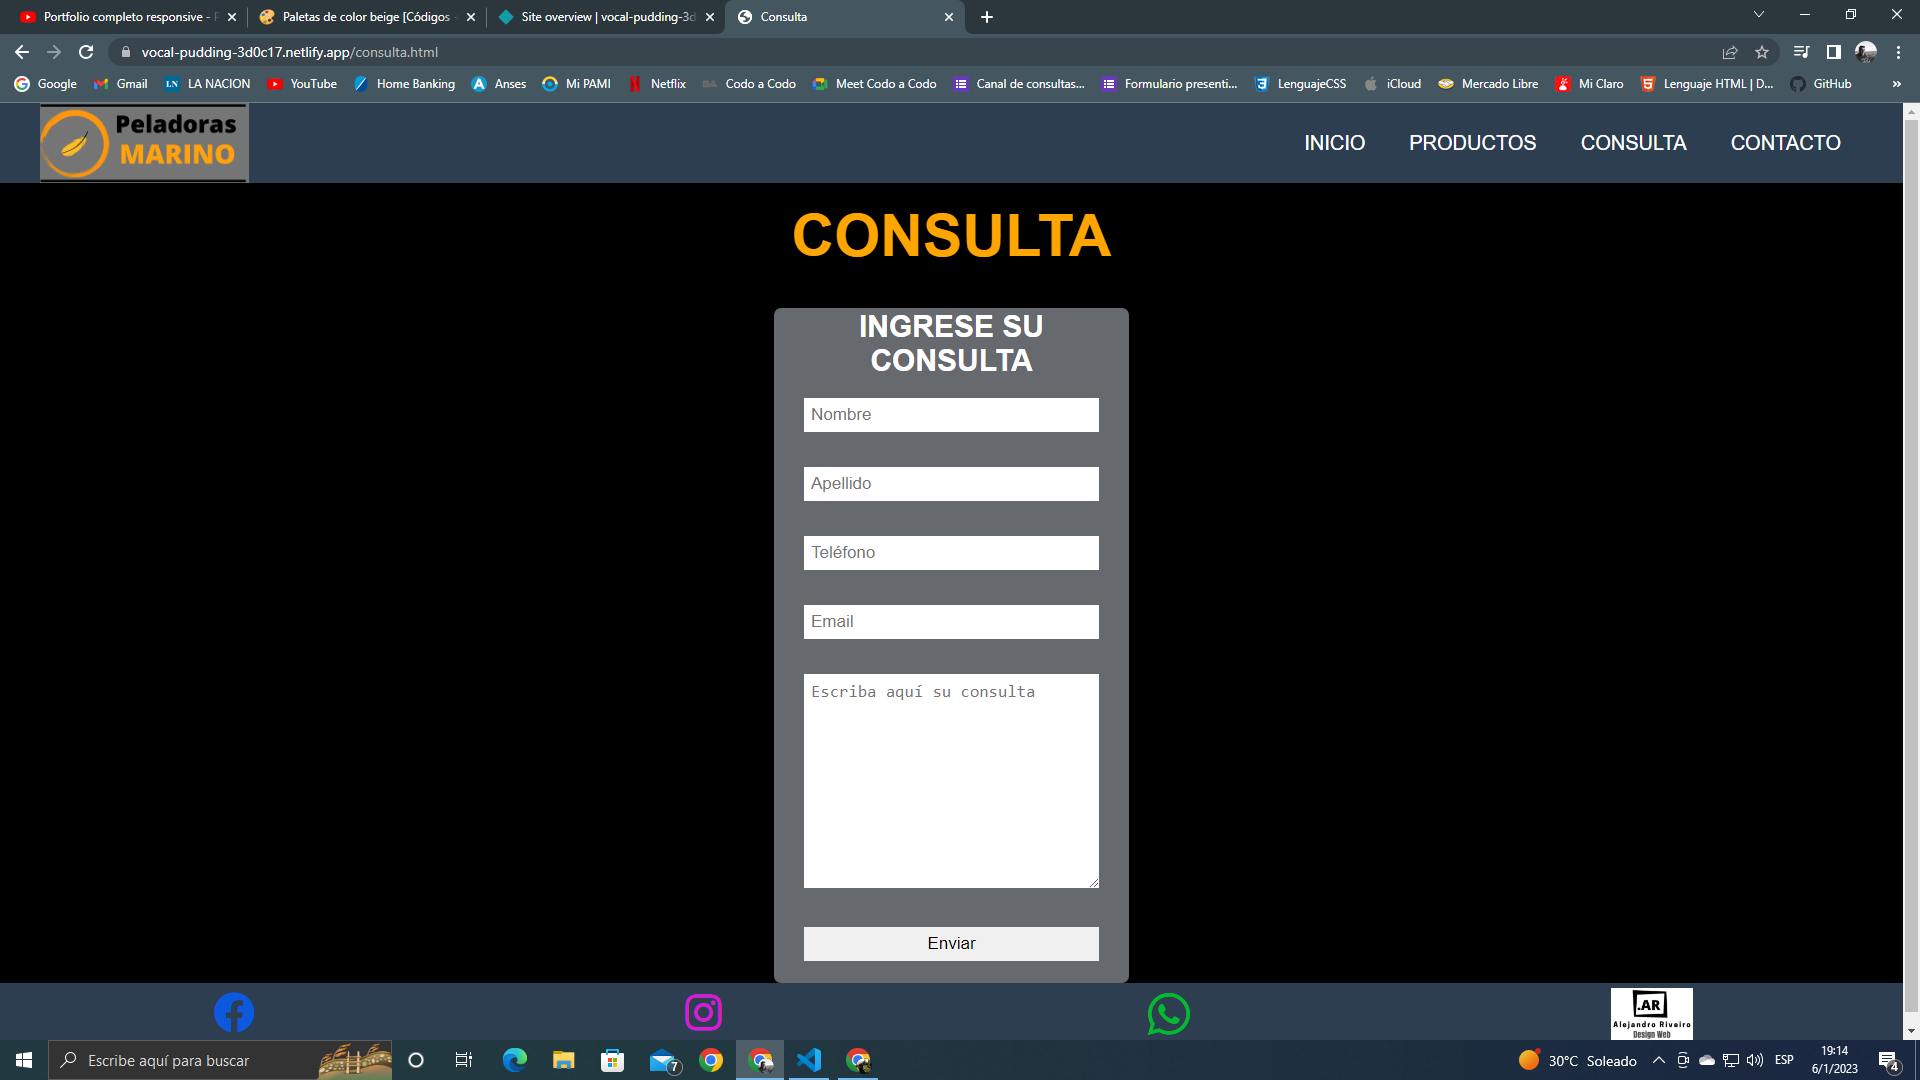 Portfolio completo responsive - P
Paletas de color beige [Códigos
Site overview | vocal-pudding-3d
Consulta
vocal-pudding-3d0c17.netlify.app/consulta.html
Google
Gmail
LN LA NACION
YouTube
Home Banking
Anses
Mi PAMI
Netflix
BA Codo a Codo
Meet Codo a Codo
Canal de consultas...
Formulario presenti...
LenguajeCSS
iCloud
Mercado Libre
Mi Claro
Lenguaje HTML | D...
GitHub
»
Peladoras
MARINO
INICIO
PRODUCTOS
CONSULTA
CONTACTO
CONSULTA
INGRESE SU
CONSULTA
Nombre
Apellido
Teléfono
Email
Escriba aquí su consulta
Enviar
.AR
Alejandro Riveiro
Design Web
Escribe aquí para buscar
7
30°C Soleado
ESP
19:14
6/1/2023
4